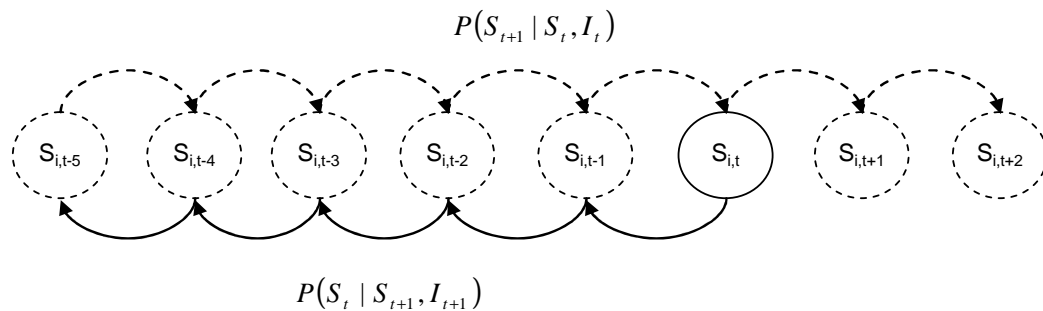 P(S_{t+1} | S_t, I_t)
S_{i,t-5} S_{i,t-4} S_{i,t-3} S_{i,t-2} S_{i,t-1} S_{i,t} S_{i,t+1} S_{i,t+2}
P(S_t | S_{t+1}, I_{t+1})